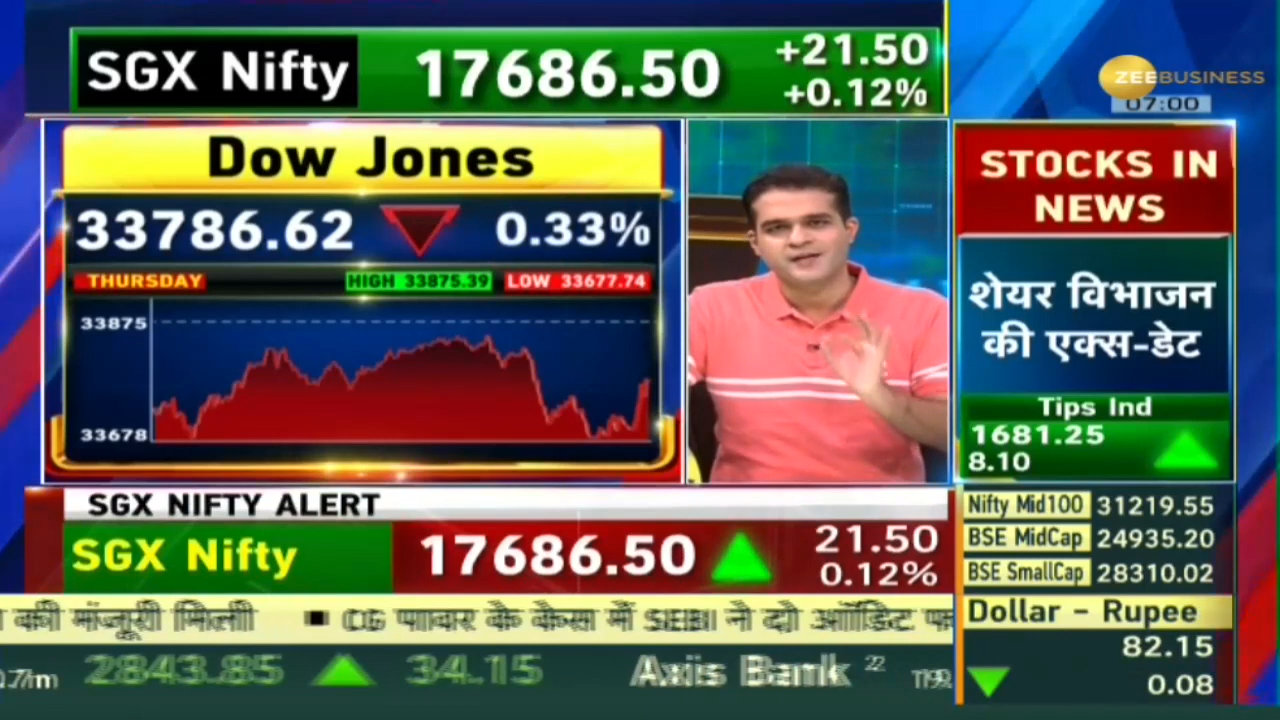 SGX Nifty 17686.50 +21.50
+0.12%
ZEEBUSINESS
07:00
Dow Jones
33786.62 0.33%
THURSDAY HIGH 33875.39 LOW 33677.74
33875
33678
STOCKS IN
NEWS
शेयर विभाजन
की एक्स-डेट
Tips Ind
1681.25
8.10
SGX NIFTY ALERT
SGX Nifty 17686.50 21.50
0.12%
Nifty Mid100 31219.55
BSE MidCap 24935.20
BSE SmallCap 28310.02
Dollar - Rupee
82.15
0.08
की मंजूरी मिली ■ CG पावर के केस में SEBI ने दो ऑडिट
2843.85 34.15 Axis Bank